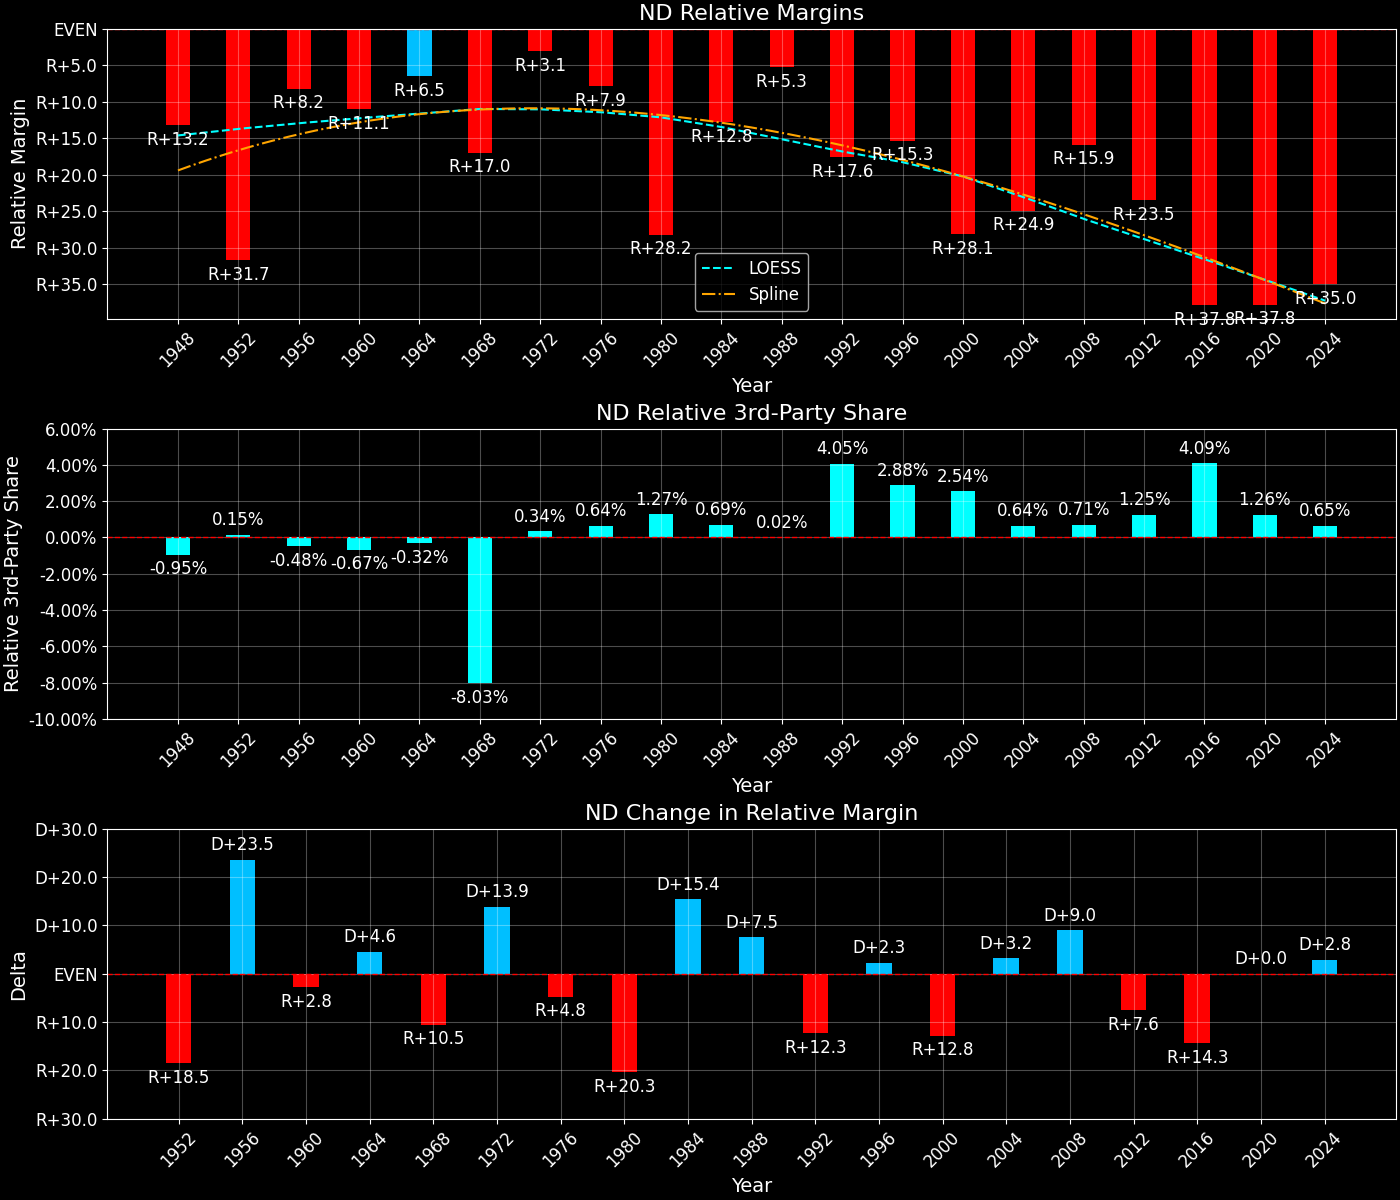 ND Relative Margins
Relative Margin
EVEN
R+5.0
R+10.0
R+15.0
R+20.0
R+25.0
R+30.0
R+35.0
R+13.2
R+31.7
R+8.2
R+11.1
R+6.5
R+17.0
R+3.1
R+7.9
R+28.2
R+12.8
R+5.3
R+17.6
R+15.3
R+28.1
R+24.9
R+15.9
R+23.5
R+37.8
R+37.8
R+35.0
LOESS
Spline
1948 1952 1956 1960 1964 1968 1972 1976 1980 1984 1988 1992 1996 2000 2004 2008 2012 2016 2020 2024
Year
ND Relative 3rd-Party Share
Relative 3rd-Party Share
6.00%
4.00%
2.00%
0.00%
-2.00%
-4.00%
-6.00%
-8.00%
-10.00%
-0.95%
0.15%
-0.48%
-0.67%
-0.32%
-8.03%
0.34%
0.64%
1.27%
0.69%
0.02%
4.05%
2.88%
2.54%
0.64%
0.71%
1.25%
4.09%
1.26%
0.65%
1948 1952 1956 1960 1964 1968 1972 1976 1980 1984 1988 1992 1996 2000 2004 2008 2012 2016 2020 2024
Year
ND Change in Relative Margin
Delta
D+30.0
D+20.0
D+10.0
EVEN
R+10.0
R+20.0
R+30.0
R+18.5
D+23.5
R+2.8
D+4.6
R+10.5
D+13.9
R+4.8
R+20.3
D+15.4
D+7.5
R+12.3
D+2.3
R+12.8
D+3.2
D+9.0
R+7.6
R+14.3
D+0.0
D+2.8
1952 1956 1960 1964 1968 1972 1976 1980 1984 1988 1992 1996 2000 2004 2008 2012 2016 2020 2024
Year